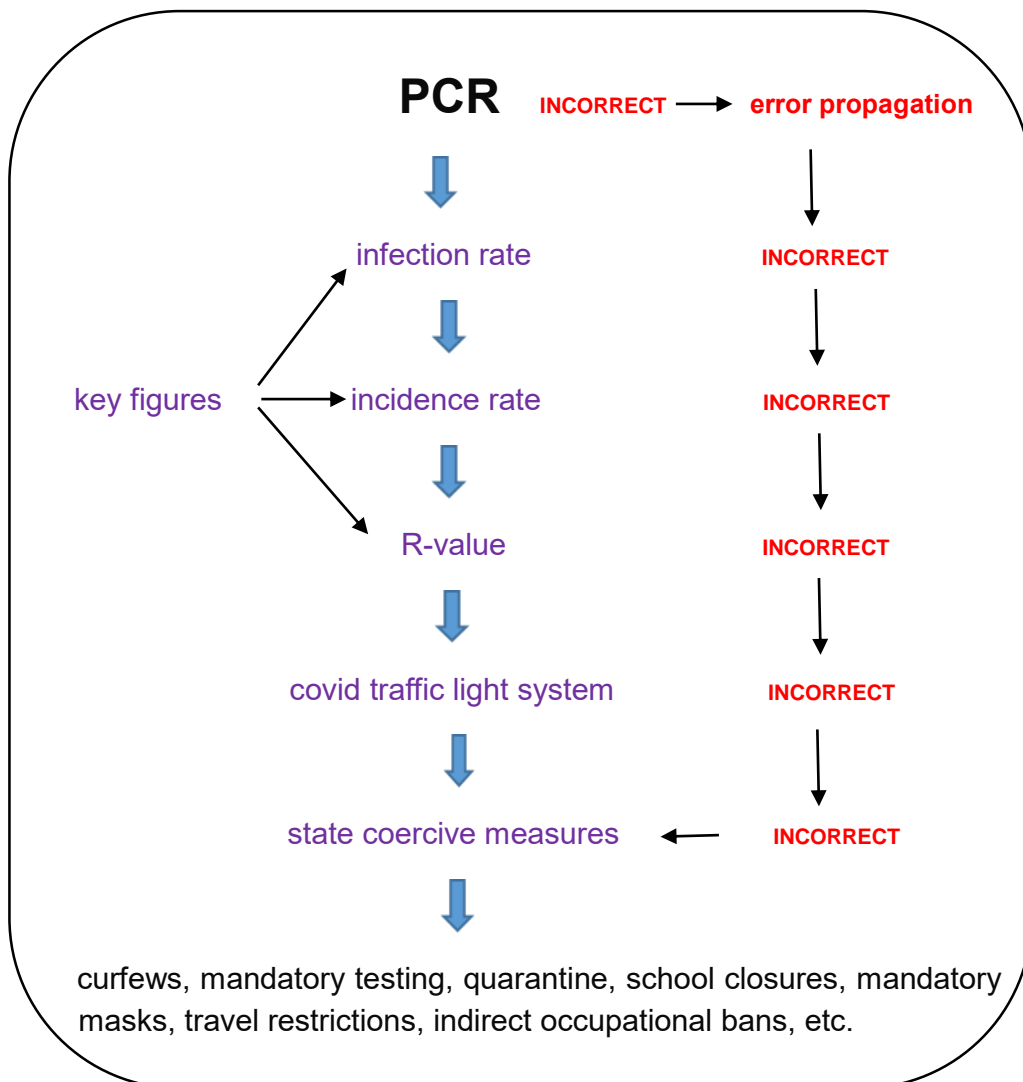 PCR INCORRECT error propagation
infection rate INCORRECT
key figures incidence rate INCORRECT
R-value INCORRECT
covid traffic light system INCORRECT
state coercive measures INCORRECT
curfews, mandatory testing, quarantine, school closures, mandatory
masks, travel restrictions, indirect occupational bans, etc.